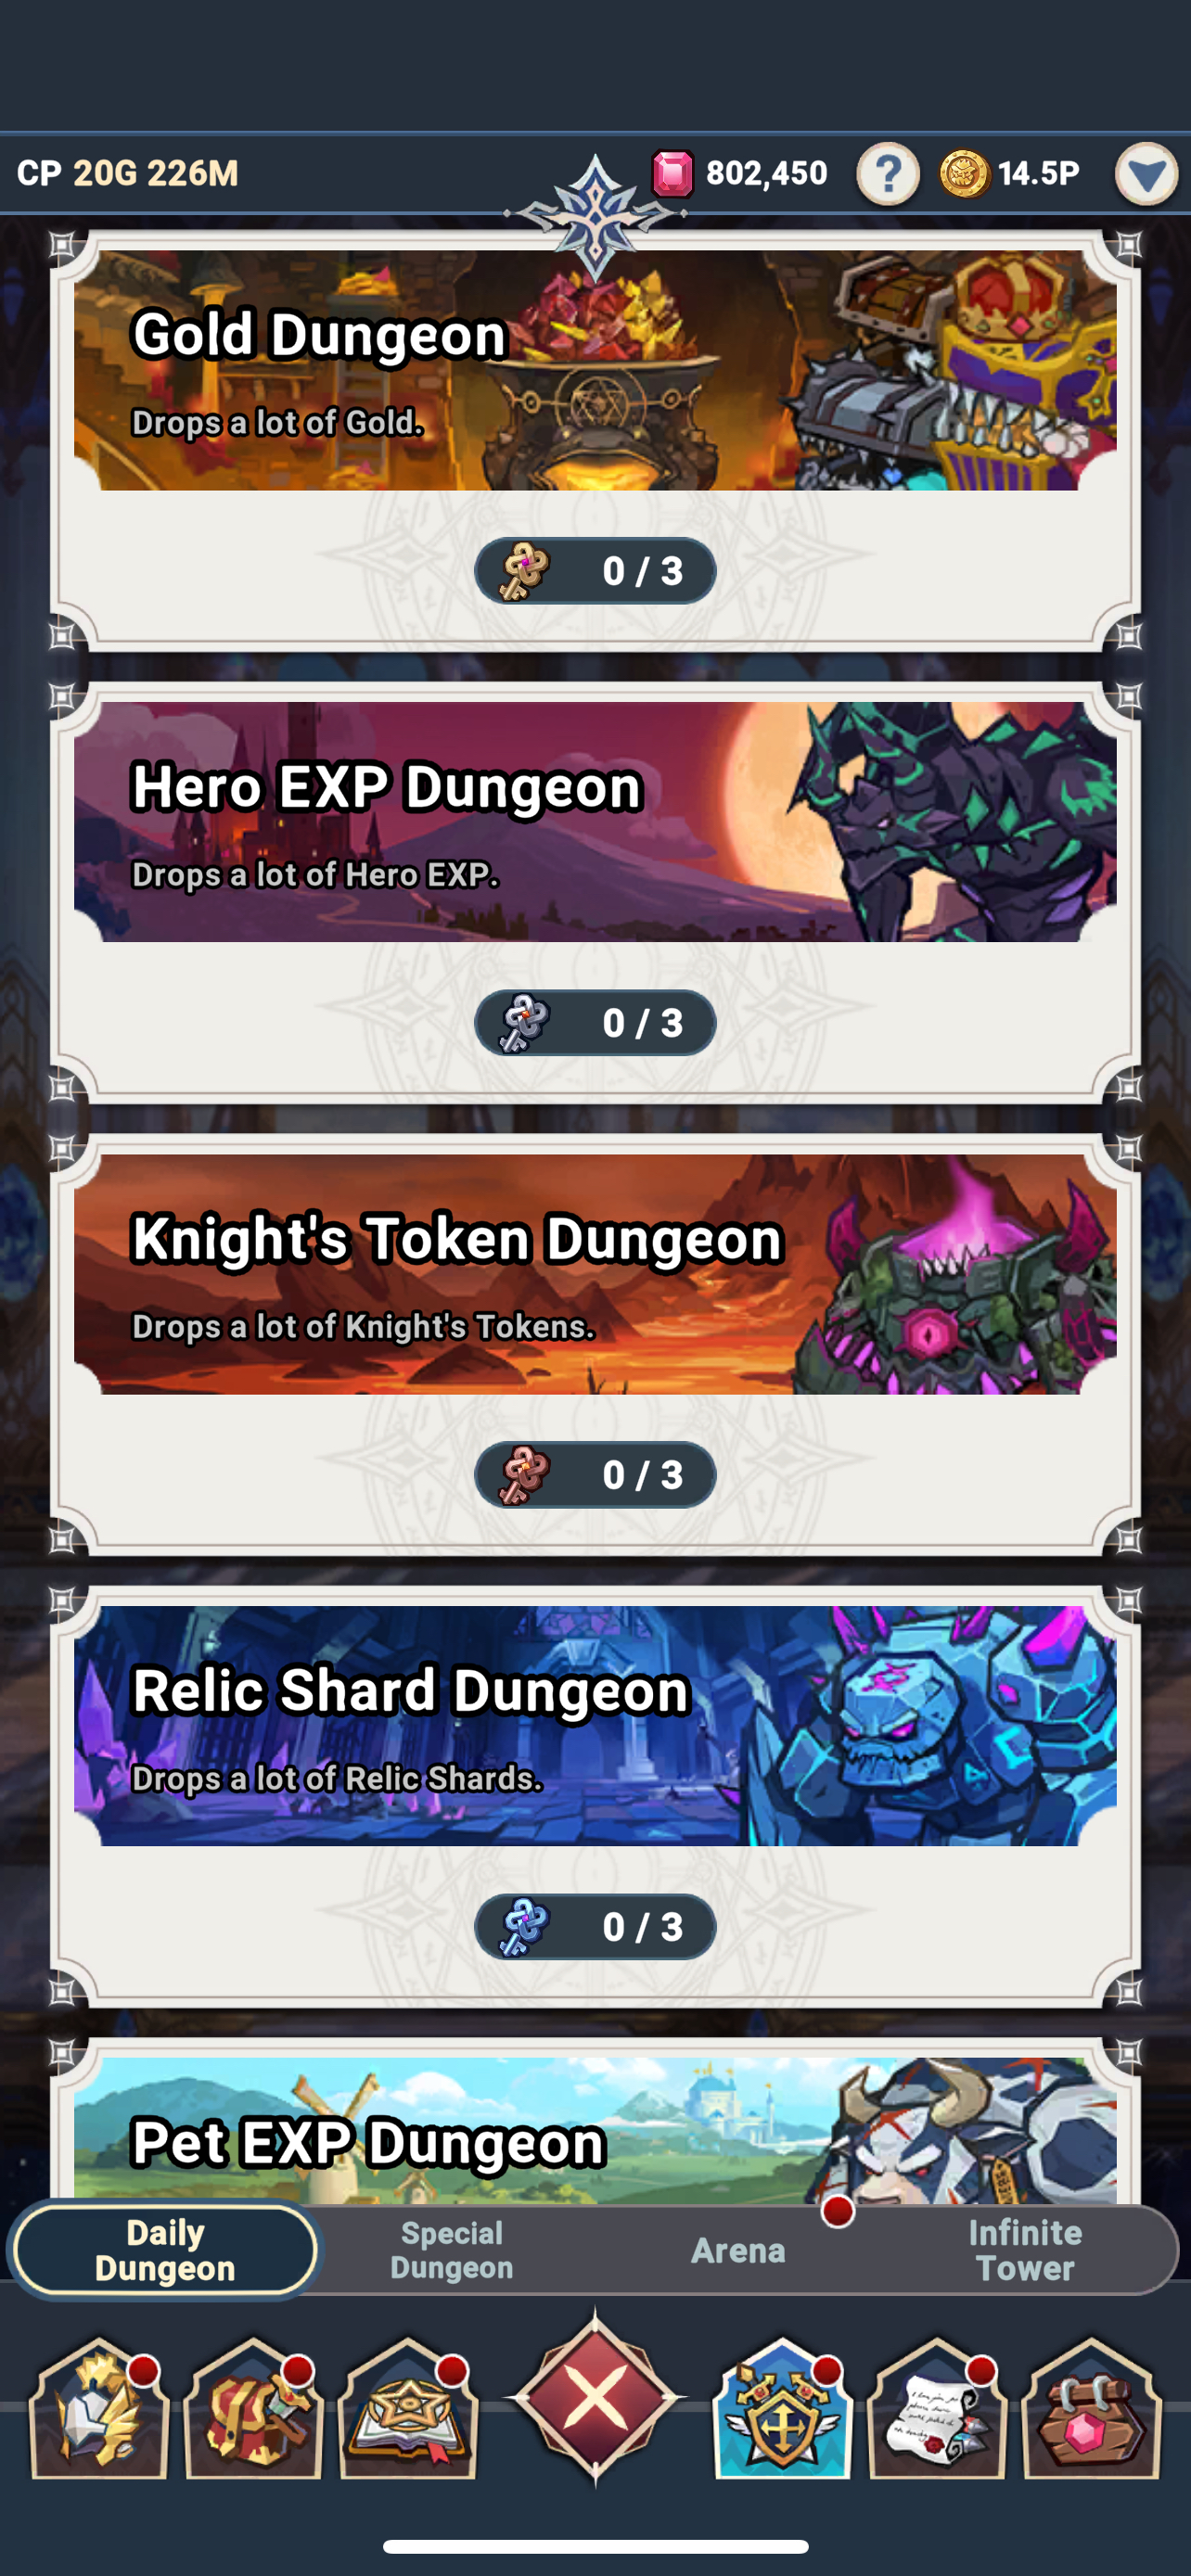 CP 20G 226M
802,450
?
14.5P
Gold Dungeon
Drops a lot of Gold.
0 / 3
Hero EXP Dungeon
Drops a lot of Hero EXP.
0 / 3
Knight's Token Dungeon
Drops a lot of Knight's Tokens.
0 / 3
Relic Shard Dungeon
Drops a lot of Relic Shards.
0 / 3
Pet EXP Dungeon
Daily
Dungeon
Special
Dungeon
Arena
Infinite
Tower